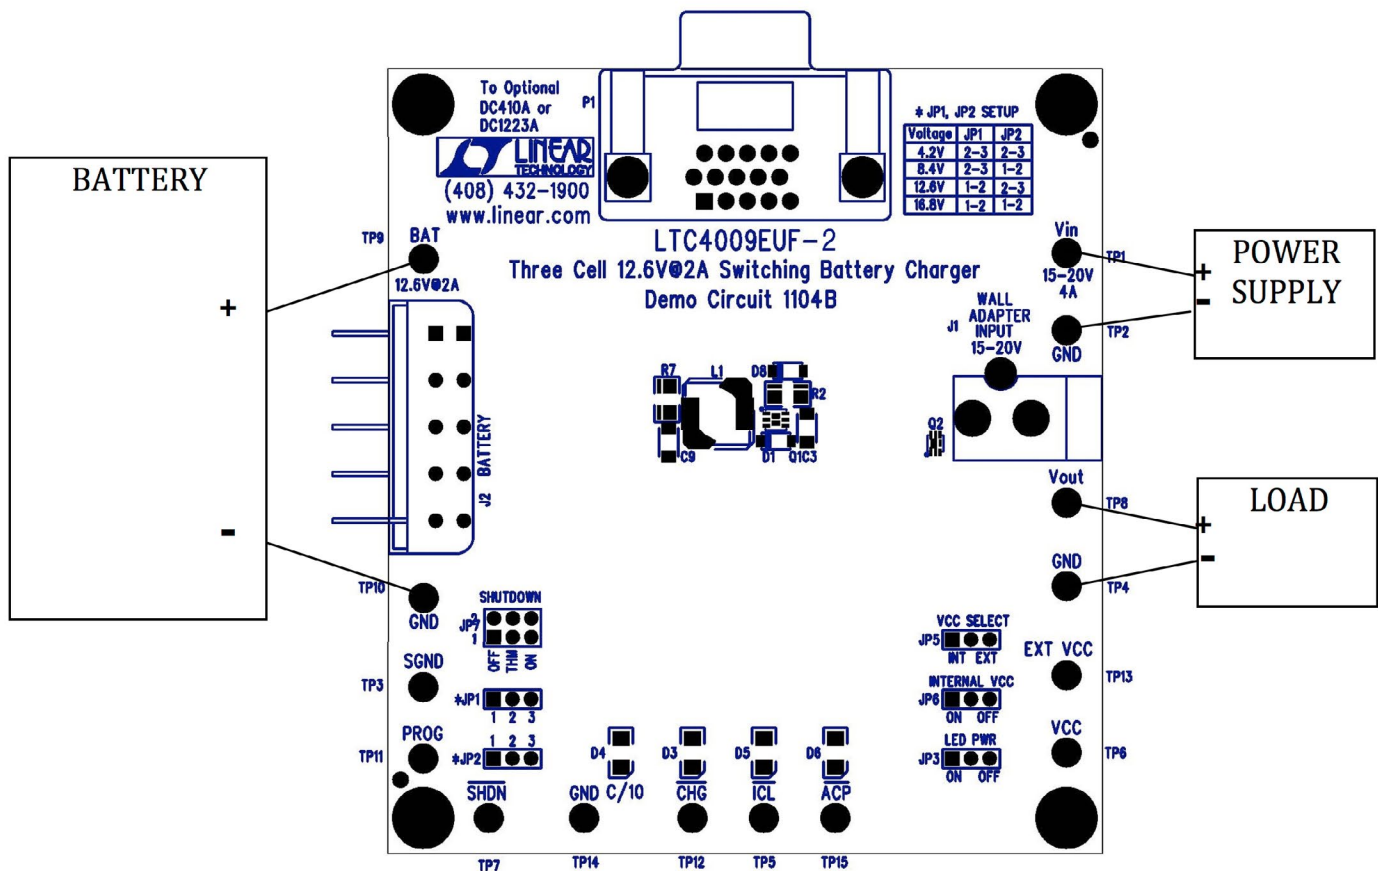 To Optional
DC410A or
DC1223A
P1
LINEAR
TECHNOLOGY
(408) 432-1900
www.linear.com
* JP1, JP2 SETUP
Voltage JP1 JP2
4.2V 2-3 2-3
8.4V 2-3 1-2
12.6V 1-2 2-3
16.8V 1-2 1-2
LTC4009EUF-2
Three Cell 12.6V@2A Switching Battery Charger
Demo Circuit 1104B
BATTERY
+
-
TP9
BAT
12.6V@2A
J2 BATTERY
TP10
GND
Vin
TP1
15-20V
4A
WALL
ADAPTER
J1 INPUT
15-20V
TP2
GND
POWER
SUPPLY
+
-
R7
L1
D8
R2
C9
D1
Q1
C3
Q2
Vout
TP8
GND
TP4
LOAD
+
-
SHUTDOWN
JP7
2
1
OFF
THM
ON
SGND
TP3
*JP1
1 2 3
PROG
TP11
1 2 3
*JP2
VCC SELECT
JP5
INT EXT
EXT VCC
TP13
INTERNAL VCC
JP6
ON OFF
VCC
TP6
LED PWR
JP3
ON OFF
D4
D3
D5
D6
SHDN
GND
C/10
CHG
ICL
ACP
TP7
TP14
TP12
TP5
TP15